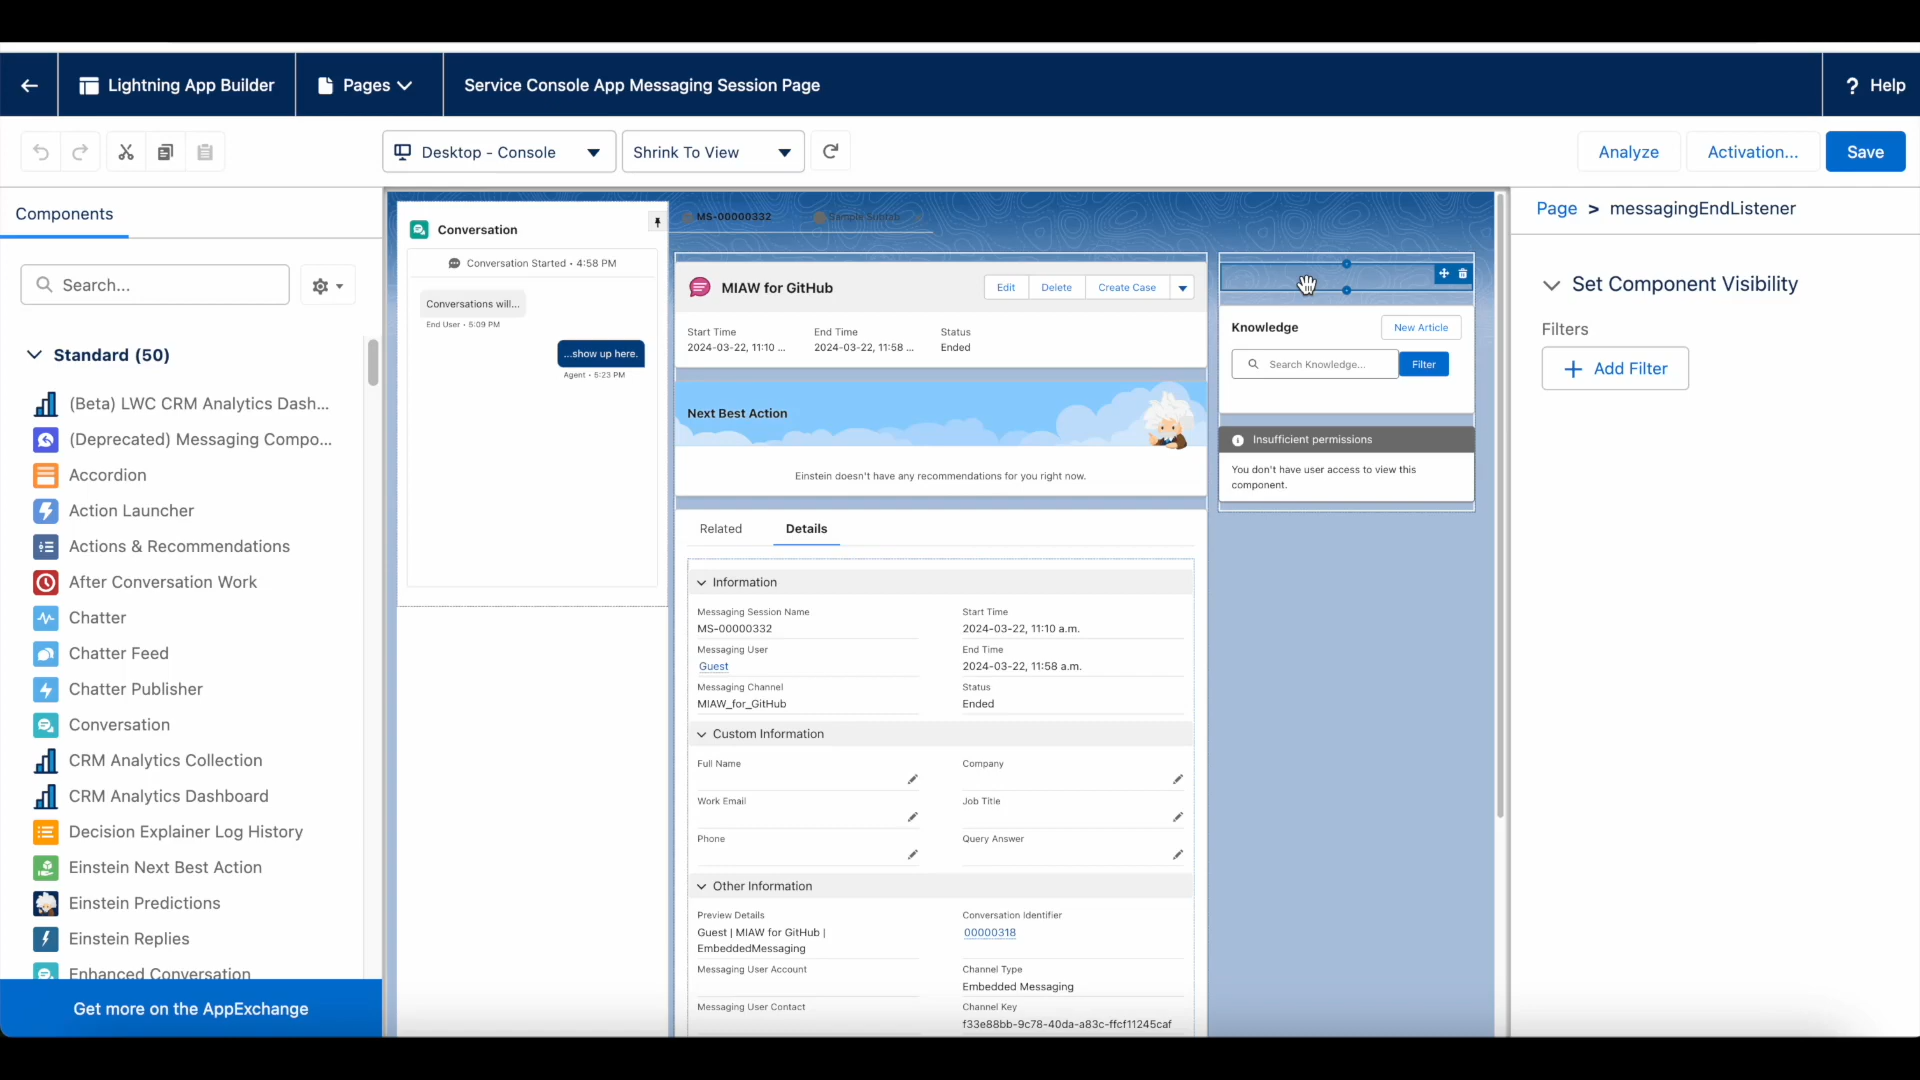 Lightning App Builder
Pages
Service Console App Messaging Session Page
? Help
Desktop - Console
Shrink To View
Analyze
Activation...
Save
Components
Search...
Standard (50)
(Beta) LWC CRM Analytics Dash...
(Deprecated) Messaging Compo...
Accordion
Action Launcher
Actions & Recommendations
After Conversation Work
Chatter
Chatter Feed
Chatter Publisher
Conversation
CRM Analytics Collection
CRM Analytics Dashboard
Decision Explainer Log History
Einstein Next Best Action
Einstein Predictions
Einstein Replies
Enhanced Conversation
Get more on the AppExchange
Conversation
Conversation Started • 4:58 PM
Conversations will...
End User • 5:09 PM
...show up here.
Agent • 5:23 PM
MS-00000332
Sample Subtab
MIAW for GitHub
Edit
Delete
Create Case
Start Time
End Time
Status
2024-03-22, 11:10 ...
2024-03-22, 11:58 ...
Ended
Next Best Action
Einstein doesn't have any recommendations for you right now.
Related
Details
Information
Messaging Session Name
MS-00000332
Start Time
2024-03-22, 11:10 a.m.
Messaging User
Guest
End Time
2024-03-22, 11:58 a.m.
Messaging Channel
MIAW_for_GitHub
Status
Ended
Custom Information
Full Name
Company
Work Email
Job Title
Phone
Query Answer
Other Information
Preview Details
Guest | MIAW for GitHub |
EmbeddedMessaging
Conversation Identifier
00000318
Messaging User Account
Channel Type
Embedded Messaging
Messaging User Contact
Channel Key
f33e88bb-9c78-40da-a83c-ffcf11245caf
Knowledge
New Article
Search Knowledge...
Filter
Insufficient permissions
You don't have user access to view this
component.
Page > messagingEndListener
Set Component Visibility
Filters
+ Add Filter